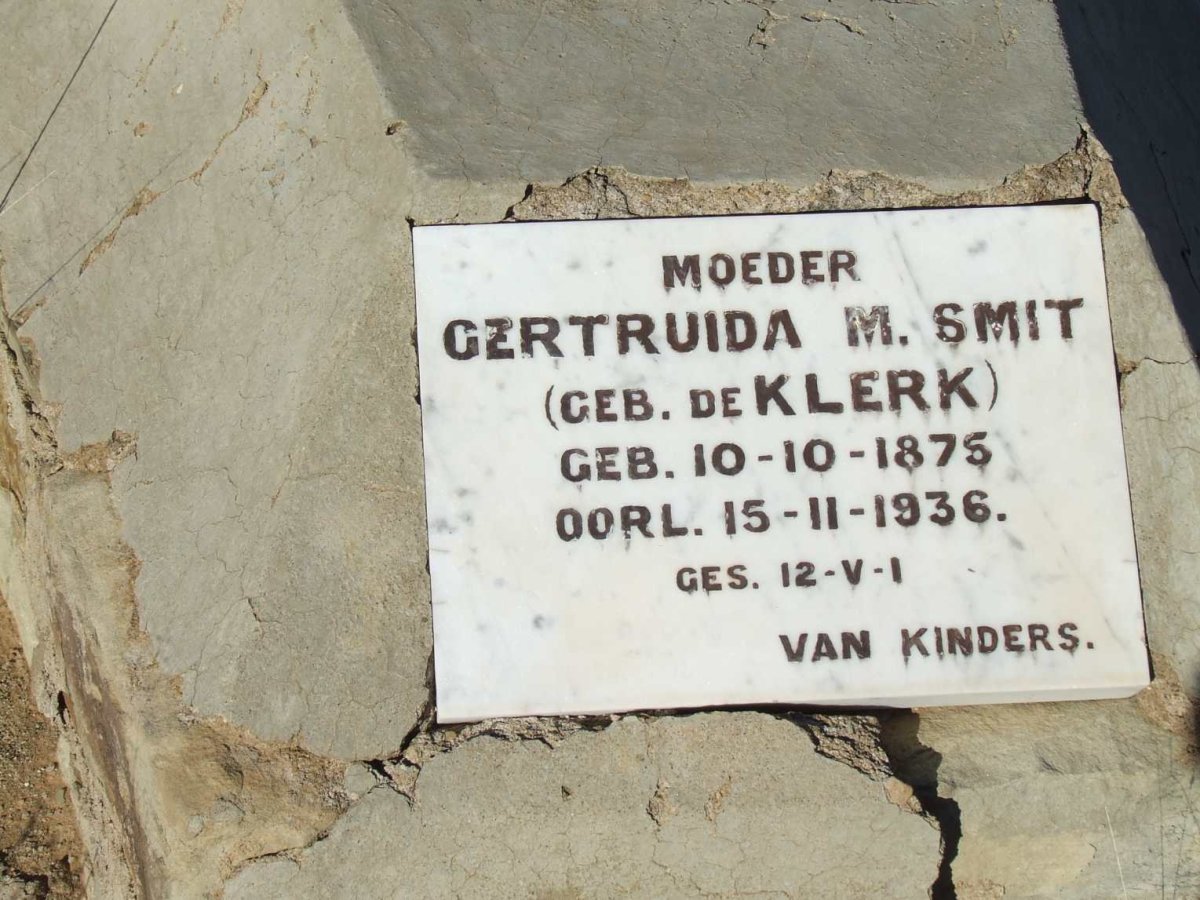 MOEDER
GERTRUIDA M. SMIT
(GEB. DE KLERK)
GEB. 10-10-1875
OORL. 15-11-1936.
GES. 12-V-1
VAN KINDERS.